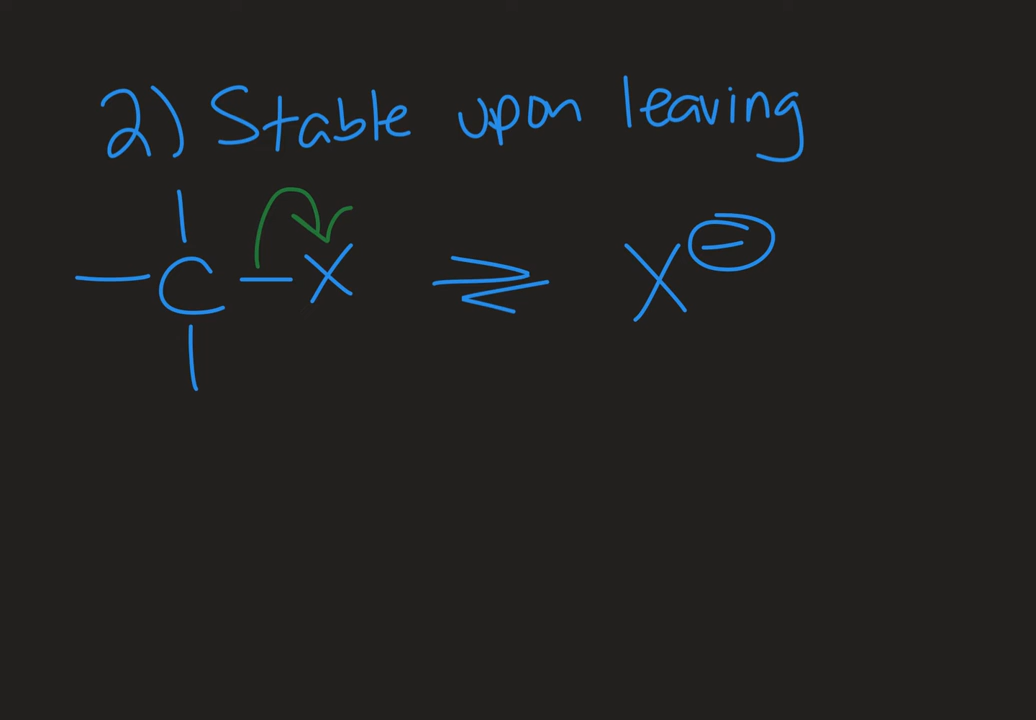 2) Stable upon leaving
C — X ⇌ X⊖